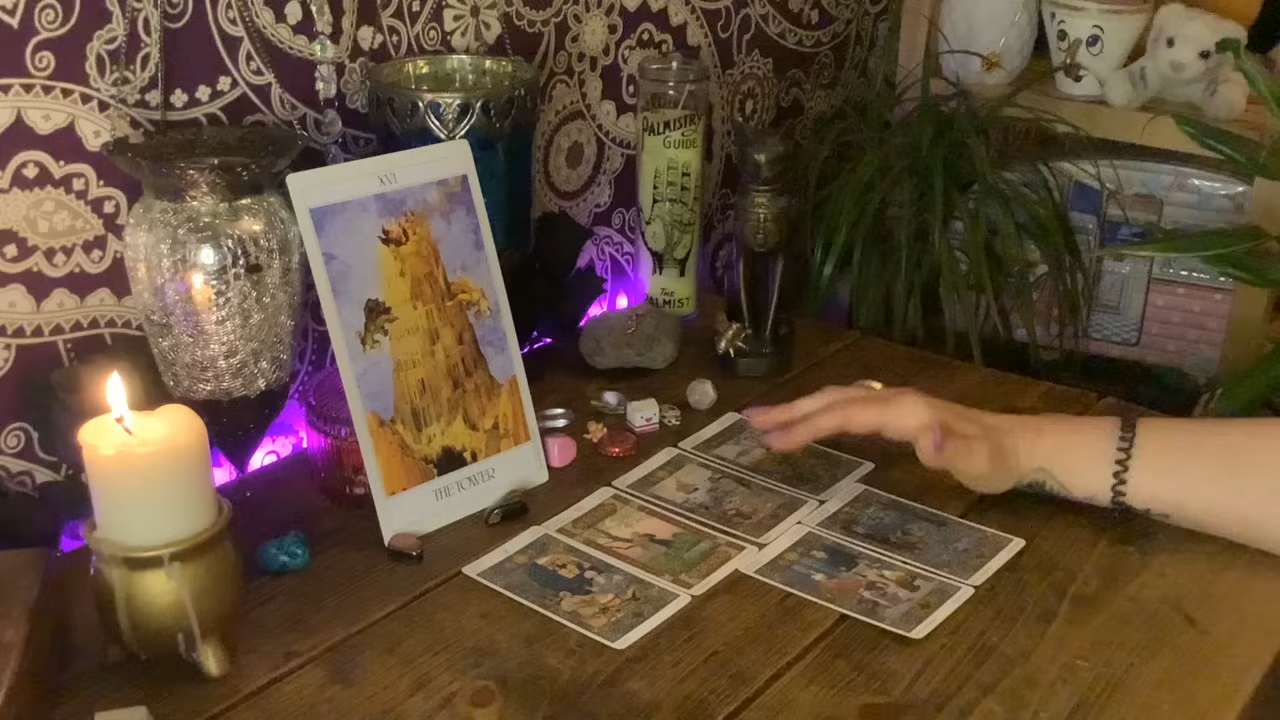 XVI
THE TOWER
PALMISTRY
GUIDE
THE
PALMIST